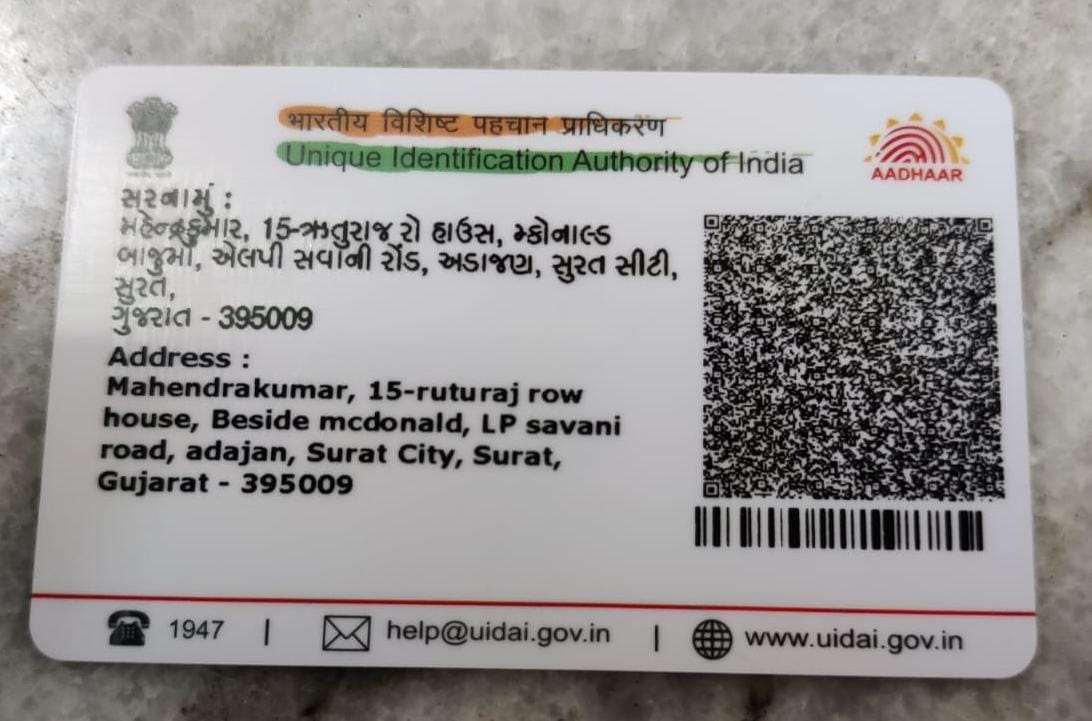 भारतीय विशिष्ट पहचान प्राधिकरण
Unique Identification Authority of India
AADHAAR
સરનામું :
મહેન્દ્રકુમાર, 15-ઋતુરાજ રો હાઉસ, મ્કોનાલ્ડ
બાજુમાં, એલપી સવાની રોડ, અડાજણ, સુરત સીટી,
સુરત,
ગુજરાત - 395009
Address :
Mahendrakumar, 15-ruturaj row
house, Beside mcdonald, LP savani
road, adajan, Surat City, Surat,
Gujarat - 395009
1947 | help@uidai.gov.in | www.uidai.gov.in